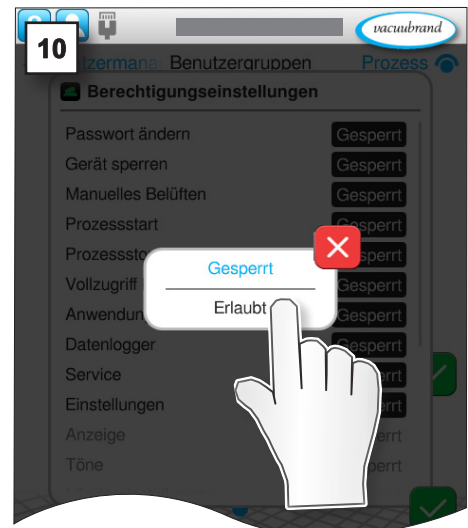 vacuubrand
10
Benutzergruppen
Prozess
Berechtigungseinstellungen
Passwort ändern Gesperrt
Gerät sperren Gesperrt
Manuelles Belüften Gesperrt
Prozessstart Gesperrt
Gesperrt
Erlaubt
Vollzugriff
Datenlogger
Service
Einstellungen
Anzeige
Töne